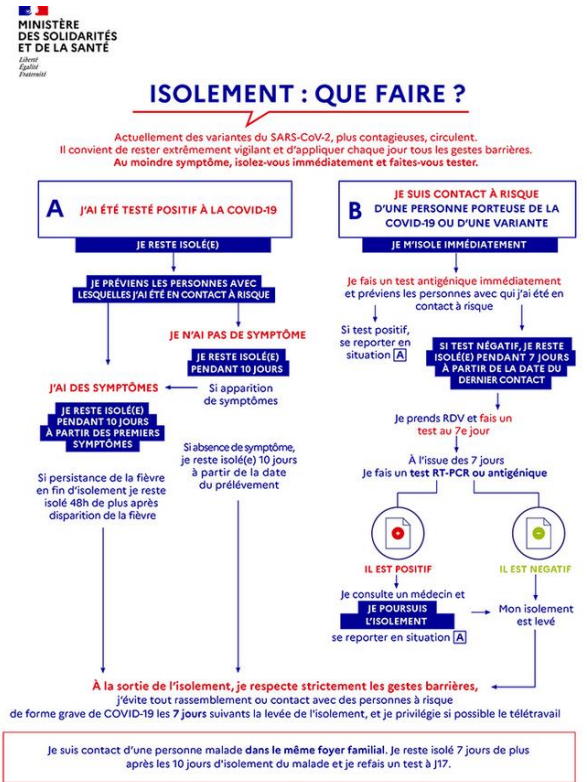 MINISTÈRE
DES SOLIDARITÉS
ET DE LA SANTÉ
Liberté
Égalité
Fraternité
ISOLEMENT : QUE FAIRE ?
Actuellement des variantes du SARS-CoV-2, plus contagieuses, circulent.
Il convient de rester extrêmement vigilant et d'appliquer chaque jour tous les gestes barrières.
Au moindre symptôme, isolez-vous immédiatement et faites-vous tester.
A
J'AI ÉTÉ TESTÉ POSITIF À LA COVID-19
JE RESTE ISOLÉ(E)
JE PRÉVIENS LES PERSONNES AVEC
LESQUELLES J'AI ÉTÉ EN CONTACT À RISQUE
JE N'AI PAS DE SYMPTÔME
JE RESTE ISOLÉ(E)
PENDANT 10 JOURS
Si apparition
de symptômes
J'AI DES SYMPTÔMES
JE RESTE ISOLÉ(E)
PENDANT 10 JOURS
À PARTIR DES PREMIERS
SYMPTÔMES
Si persistance de la fièvre
en fin d'isolement je reste
isolé 48h de plus après
disparition de la fièvre
Si absence de symptôme,
je reste isolé(e) 10 jours
à partir de la date
du prélévement
B
JE SUIS CONTACT À RISQUE
D'UNE PERSONNE PORTEUSE DE LA
COVID-19 OU D'UNE VARIANTE
JE M'ISOLE IMMÉDIATEMENT
Je fais un test antigénique immédiatement
et préviens les personnes avec qui j'ai été en
contact à risque
Si test positif,
se reporter en
situation A
SI TEST NÉGATIF, JE RESTE
ISOLÉ(E) PENDANT 7 JOURS
À PARTIR DE LA DATE DU
DERNIER CONTACT
Je prends RDV et fais un
test au 7e jour
À l'issue des 7 jours
Je fais un test RT-PCR ou antigénique
IL EST POSITIF
IL EST NÉGATIF
Je consulte un médecin et
JE POURSUIS
L'ISOLEMENT
se reporter en situation A
Mon isolement
est levé
À la sortie de l'isolement, je respecte strictement les gestes barrières,
j'évite tout rassemblement ou contact avec des personnes à risque
de forme grave de COVID-19 les 7 jours suivants la levée de l'isolement, et je privilégie si possible le télétravail
Je suis contact d'une personne malade dans le même foyer familial. Je reste isolé 7 jours de plus
après les 10 jours d'isolement du malade et je refais un test à J17.